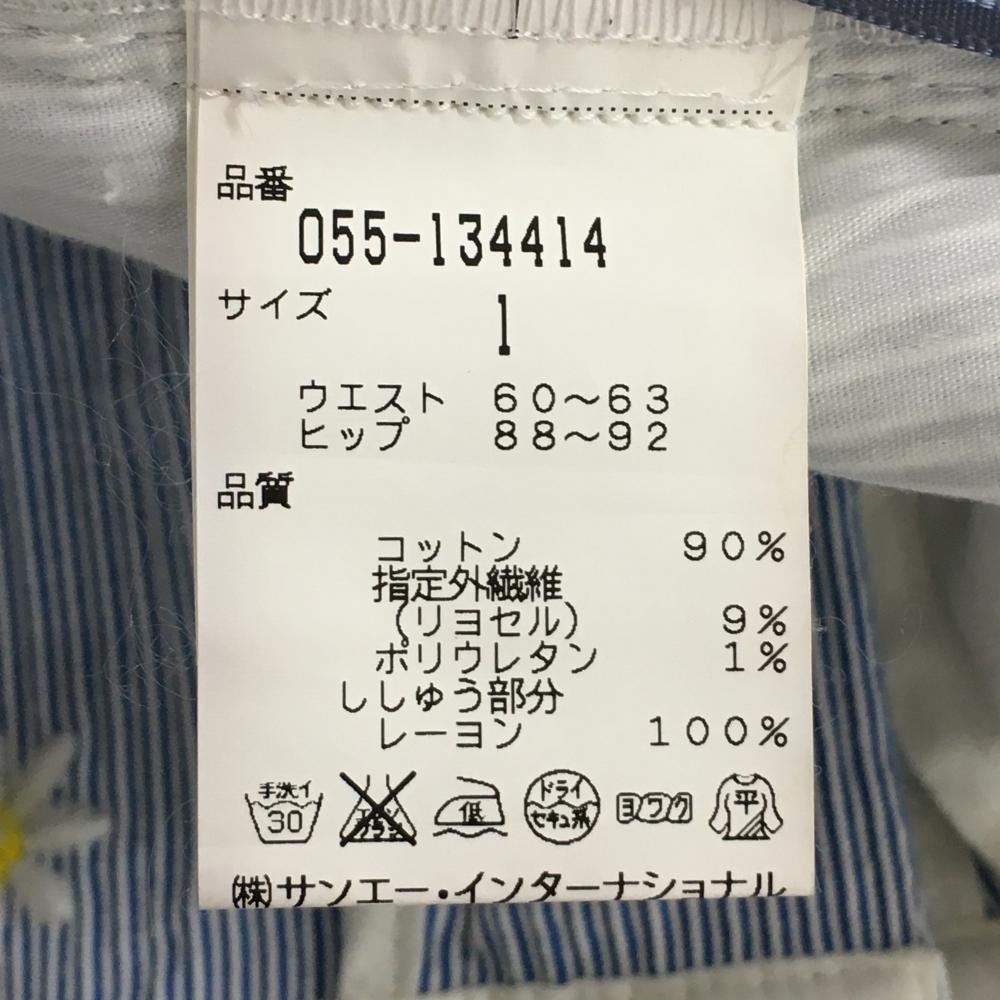 品番
055-134414
サイズ 1
ウエスト 60〜63
ヒップ 88〜92
品質
コットン 90%
指定外繊維
(リヨセル) 9%
ポリウレタン 1%
ししゅう部分
レーヨン 100%
手洗イ 30 低 ドライ セキユ系 ヨワク 平
(株)サンエー・インターナショナル